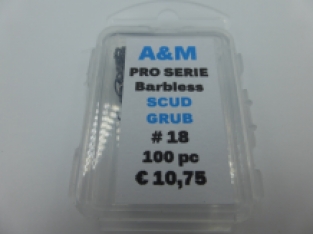 A&M
PRO SERIE
Barbless
SCUD
GRUB
# 18
100 pc
€ 10,75